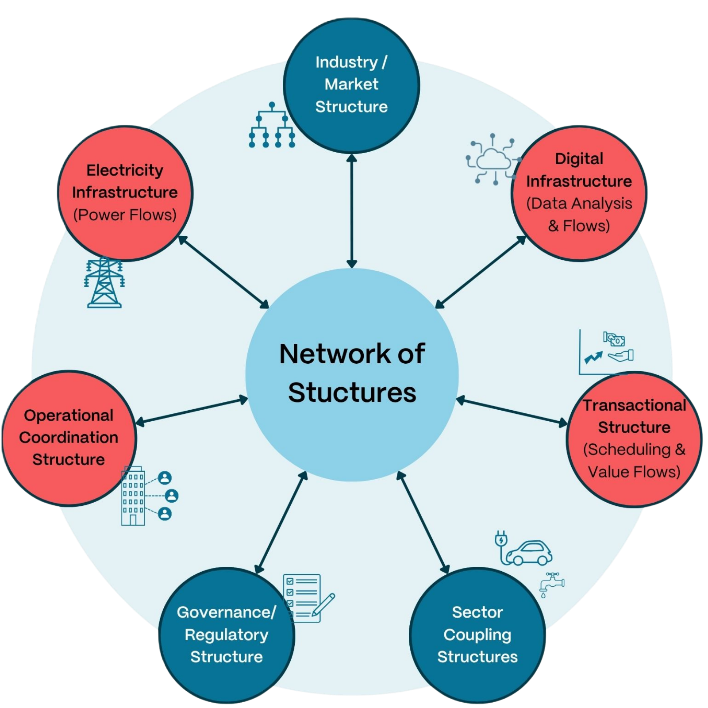 Industry /
Market
Structure
Electricity
Infrastructure
(Power Flows)
Digital
Infrastructure
(Data Analysis
& Flows)
Network of
Stuctures
Operational
Coordination
Structure
Transactional
Structure
(Scheduling &
Value Flows)
Governance/
Regulatory
Structure
Sector
Coupling
Structures